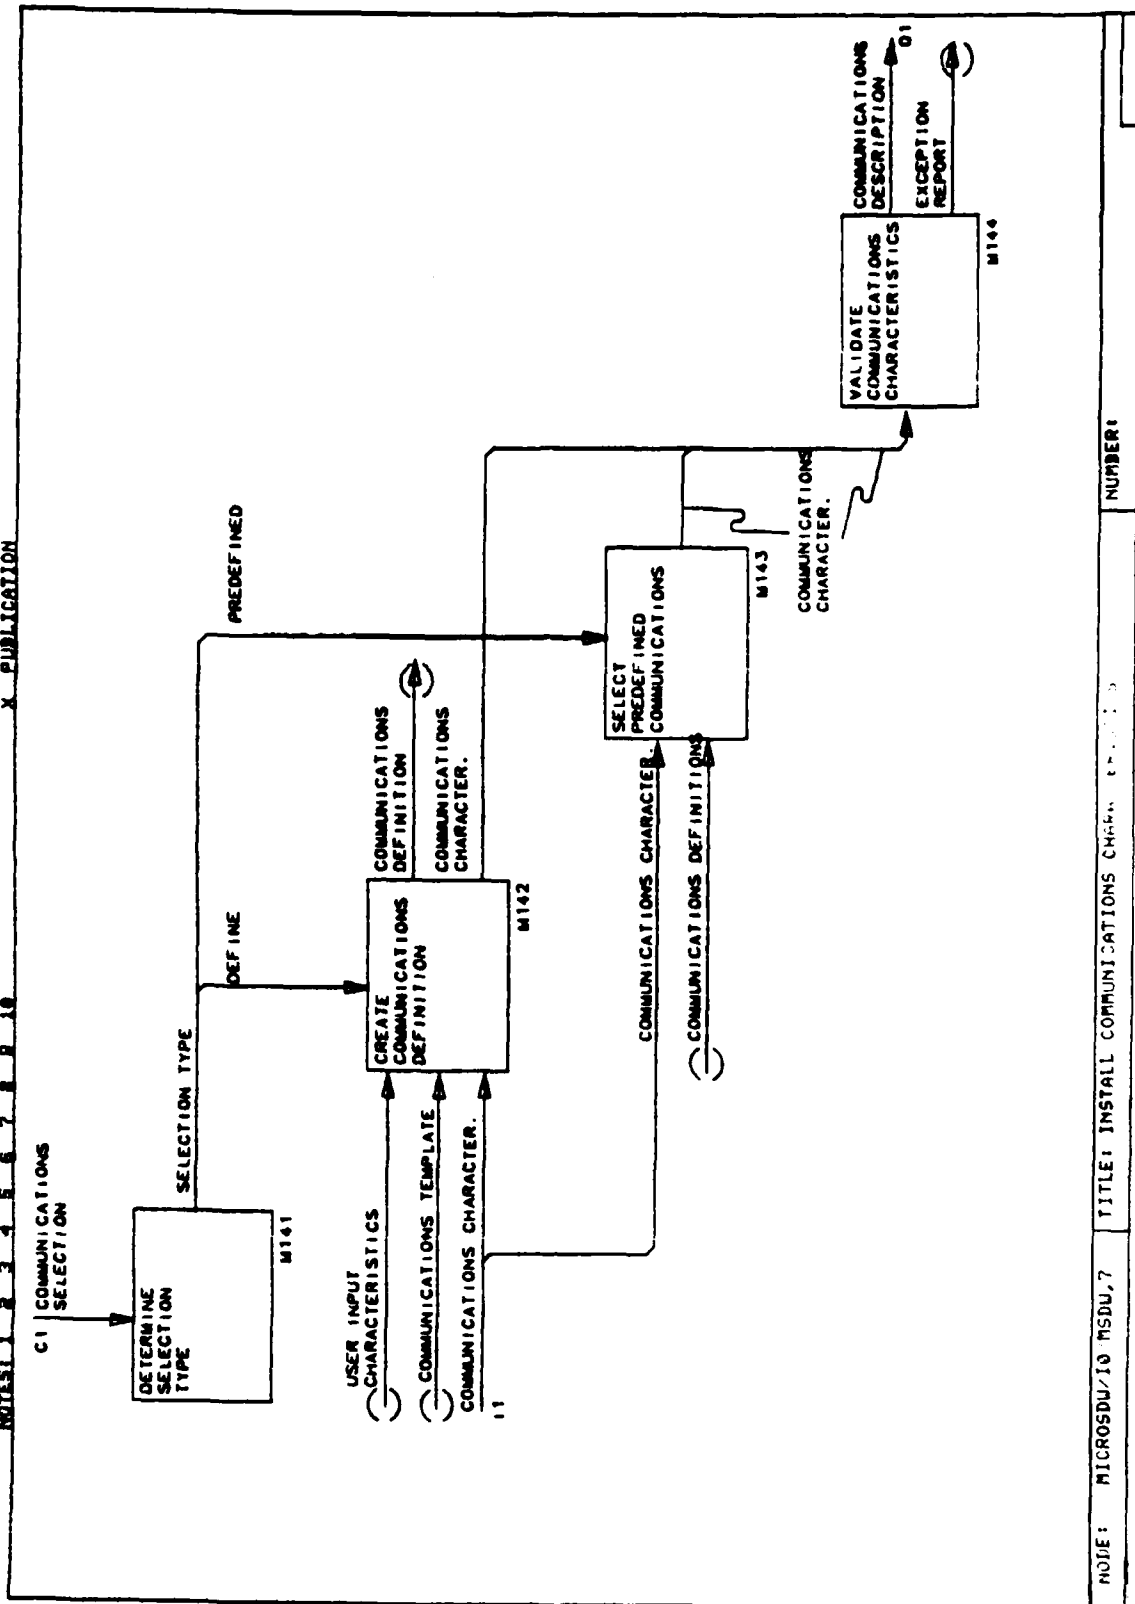 NOTES: 1 2 3 4 5 6 7 8 9 10
X PUBLICATION
C1
COMMUNICATIONS
SELECTION
DETERMINE
SELECTION
TYPE
M141
SELECTION TYPE
DEFINE
PREDEFINED
USER INPUT
CHARACTERISTICS
COMMUNICATIONS TEMPLATE
COMMUNICATIONS CHARACTER.
I1
CREATE
COMMUNICATIONS
DEFINITION
M142
COMMUNICATIONS
DEFINITION
COMMUNICATIONS
CHARACTER.
COMMUNICATIONS CHARACTER.
COMMUNICATIONS DEFINITIONS
SELECT
PREDEFINED
COMMUNICATIONS
M143
COMMUNICATIONS
CHARACTER.
VALIDATE
COMMUNICATIONS
CHARACTERISTICS
M144
COMMUNICATIONS
DESCRIPTION
O1
EXCEPTION
REPORT
NODE: MICROSDW/IO MSDW,7
TITLE: INSTALL COMMUNICATIONS
NUMBER: